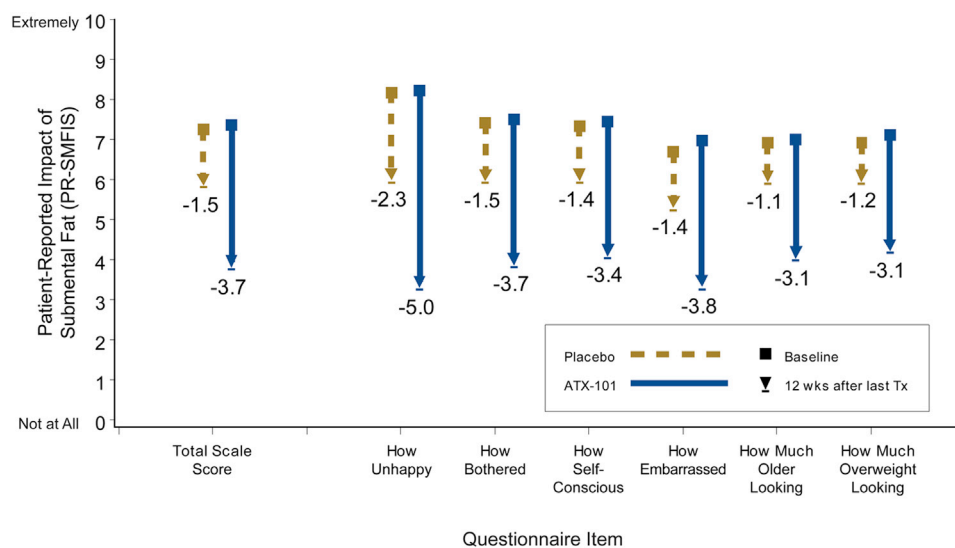 Extremely
10
9
8
7
6
5
4
3
2
1
0
Not at All
Patient-Reported Impact of
Submental Fat (PR-SMFIS)
-1.5
-3.7
-2.3
-5.0
-1.5
-3.7
-1.4
-3.4
-1.4
-3.8
-1.1
-3.1
-1.2
-3.1
Placebo
Baseline
ATX-101
12 wks after last Tx
Total Scale
Score
How
Unhappy
How
Bothered
How
Self-
Conscious
How
Embarrassed
How Much
Older
Looking
How Much
Overweight
Looking
Questionnaire Item